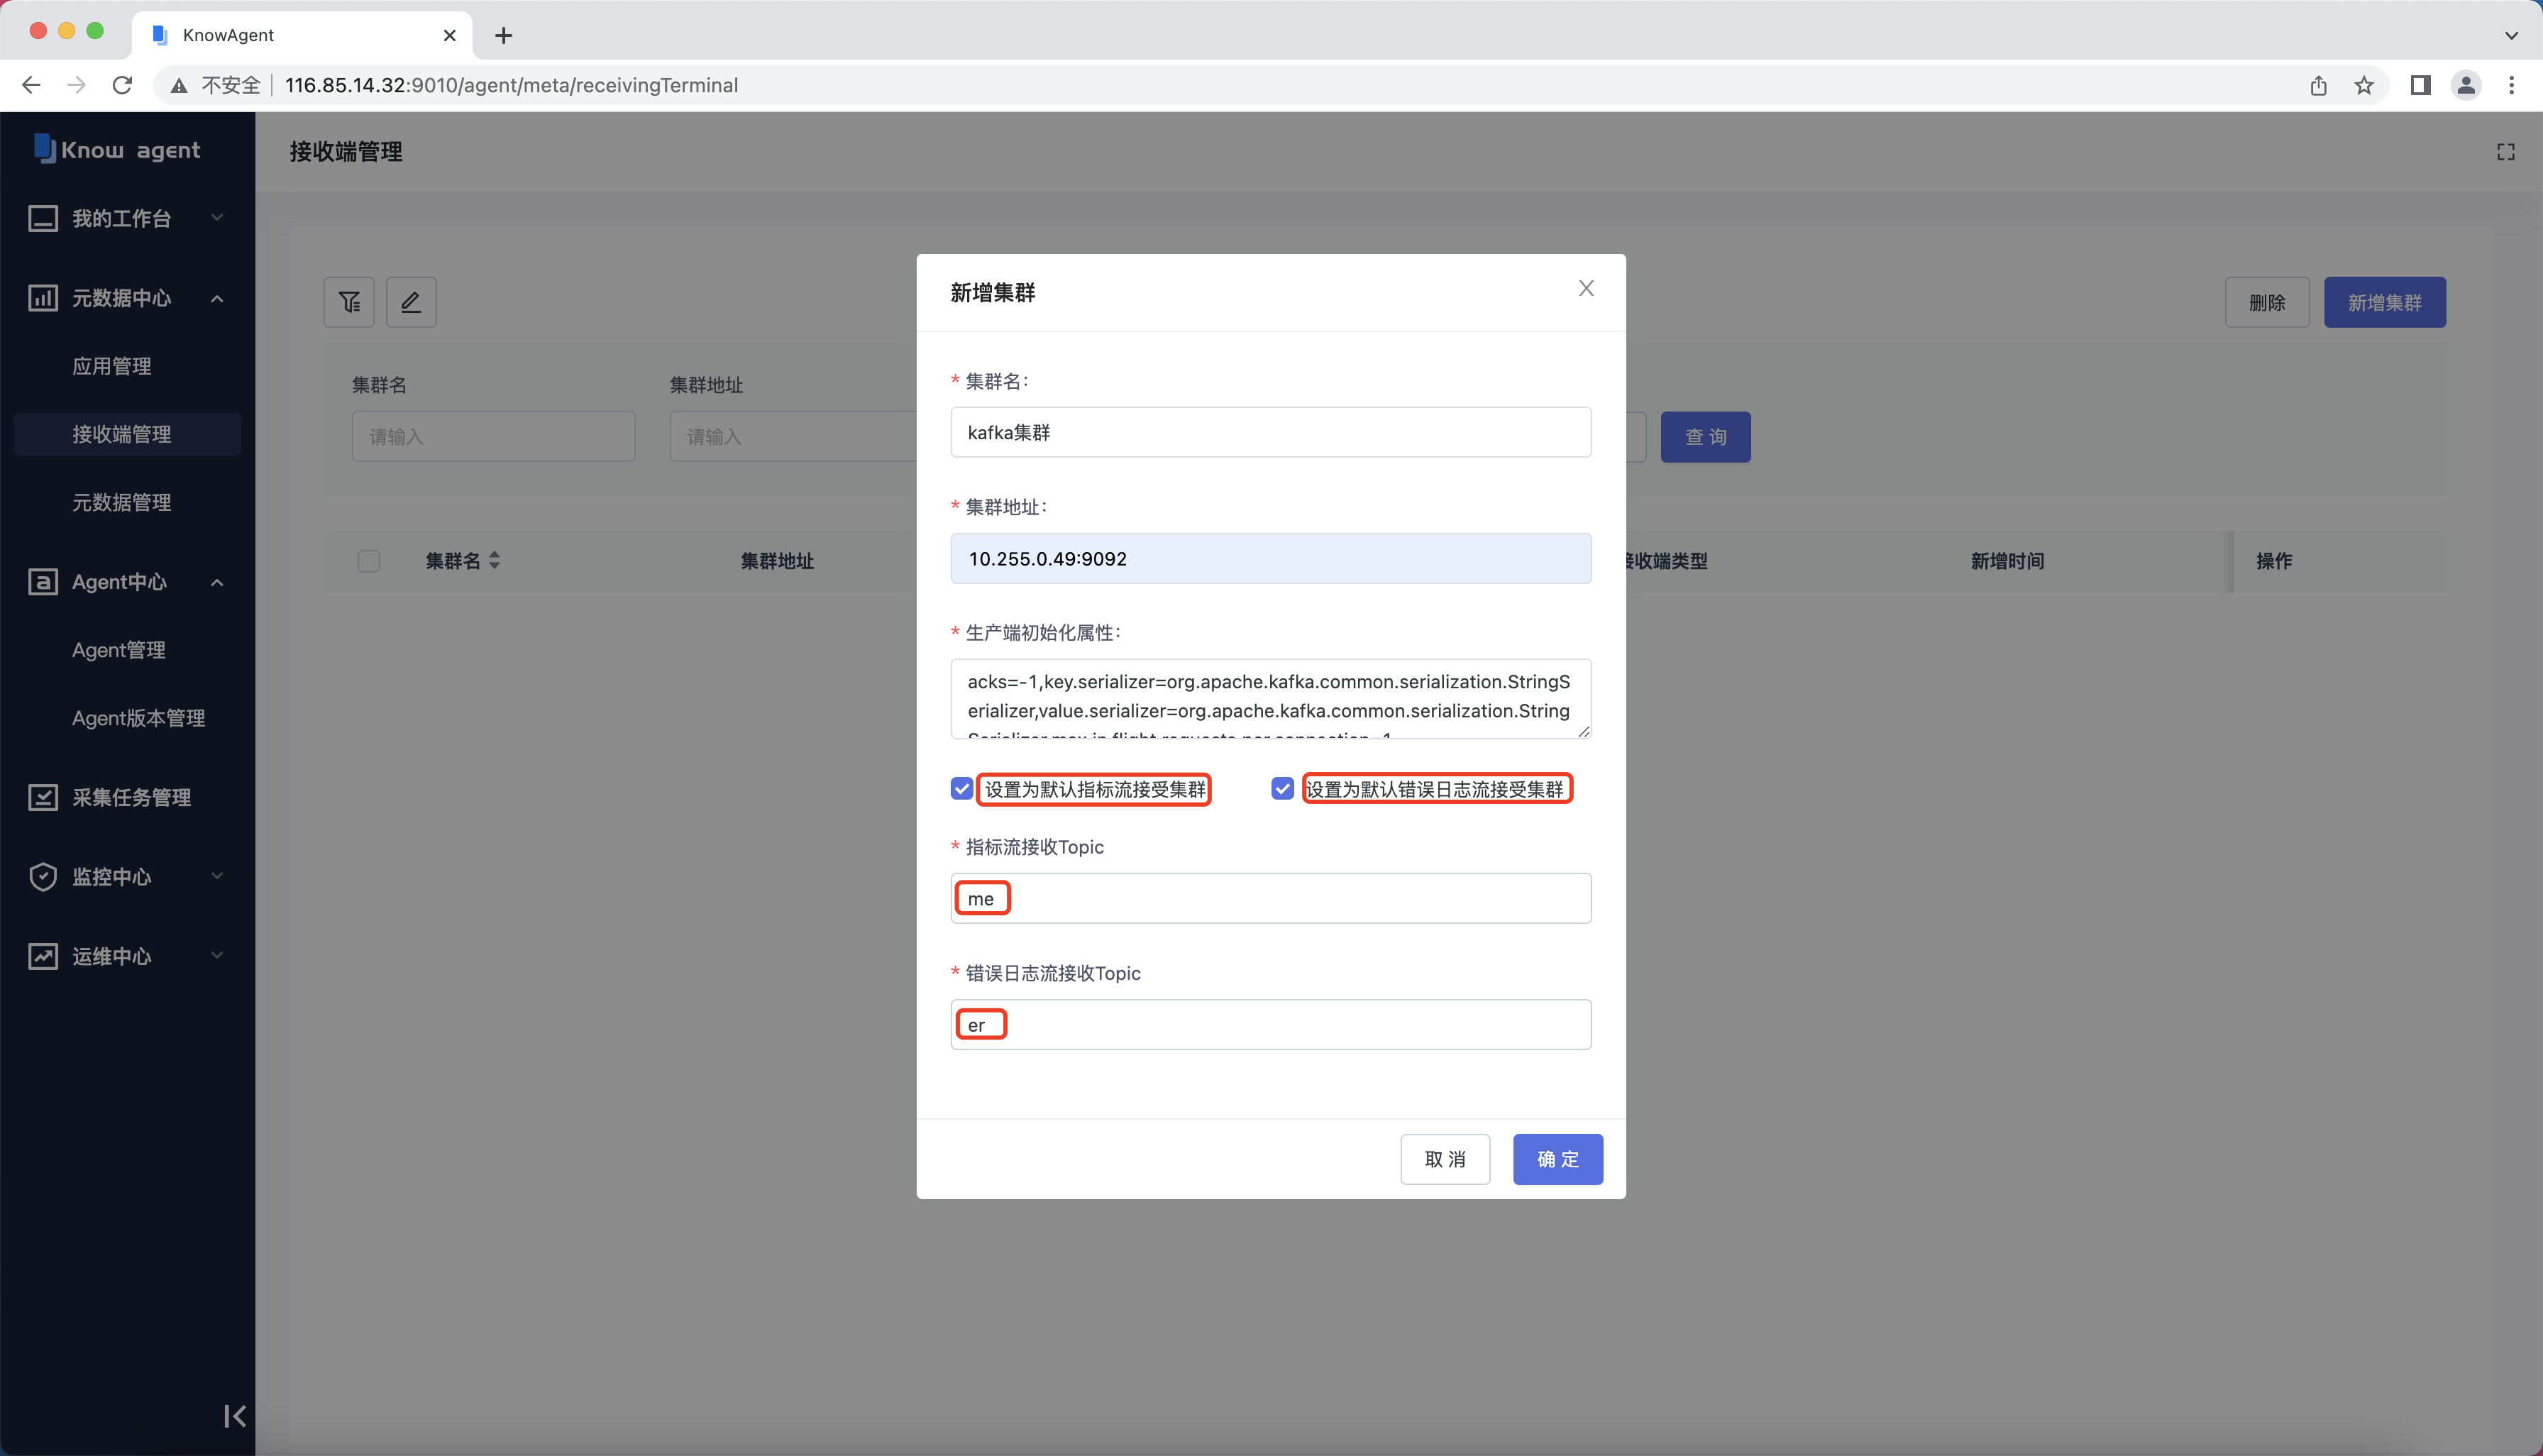 KnowAgent
不安全
116.85.14.32:9010/agent/meta/receivingTerminal
Know agent
我的工作台
元数据中心
应用管理
接收端管理
元数据管理
Agent中心
Agent管理
Agent版本管理
采集任务管理
监控中心
运维中心
接收端管理
删除
新增集群
集群名
集群地址
请输入
请输入
查 询
集群名
集群地址
收端类型
新增时间
操作
新增集群
* 集群名:
kafka集群
* 集群地址:
10.255.0.49:9092
* 生产端初始化属性:
acks=-1,key.serializer=org.apache.kafka.common.serialization.StringS
erializer,value.serializer=org.apache.kafka.common.serialization.String
Serializer,max.in.flight.requests.per.connection=1
设置为默认指标流接受集群
设置为默认错误日志流接受集群
* 指标流接收Topic
me
* 错误日志流接收Topic
er
取 消
确 定